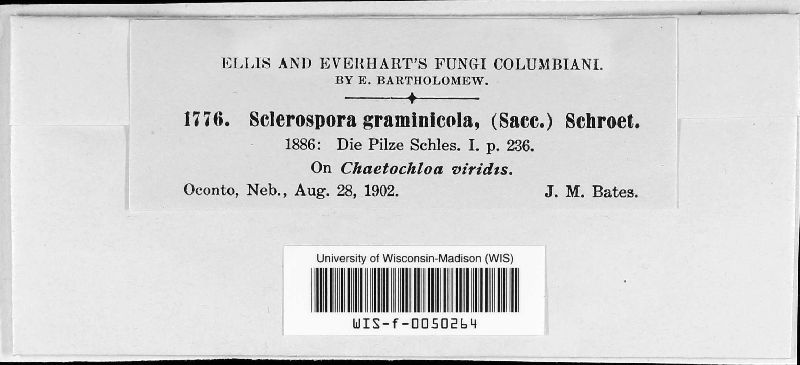 ELLIS AND EVERHART'S FUNGI COLUMBIANI.
BY E. BARTHOLOMEW.
1776. Sclerospora graminicola, (Sacc.) Schroet.
1886: Die Pilze Schles. I. p. 236.
On Chaetochloa viridis.
Oconto, Neb., Aug. 28, 1902. J. M. Bates.
University of Wisconsin-Madison (WIS)
WIS-f-0050264